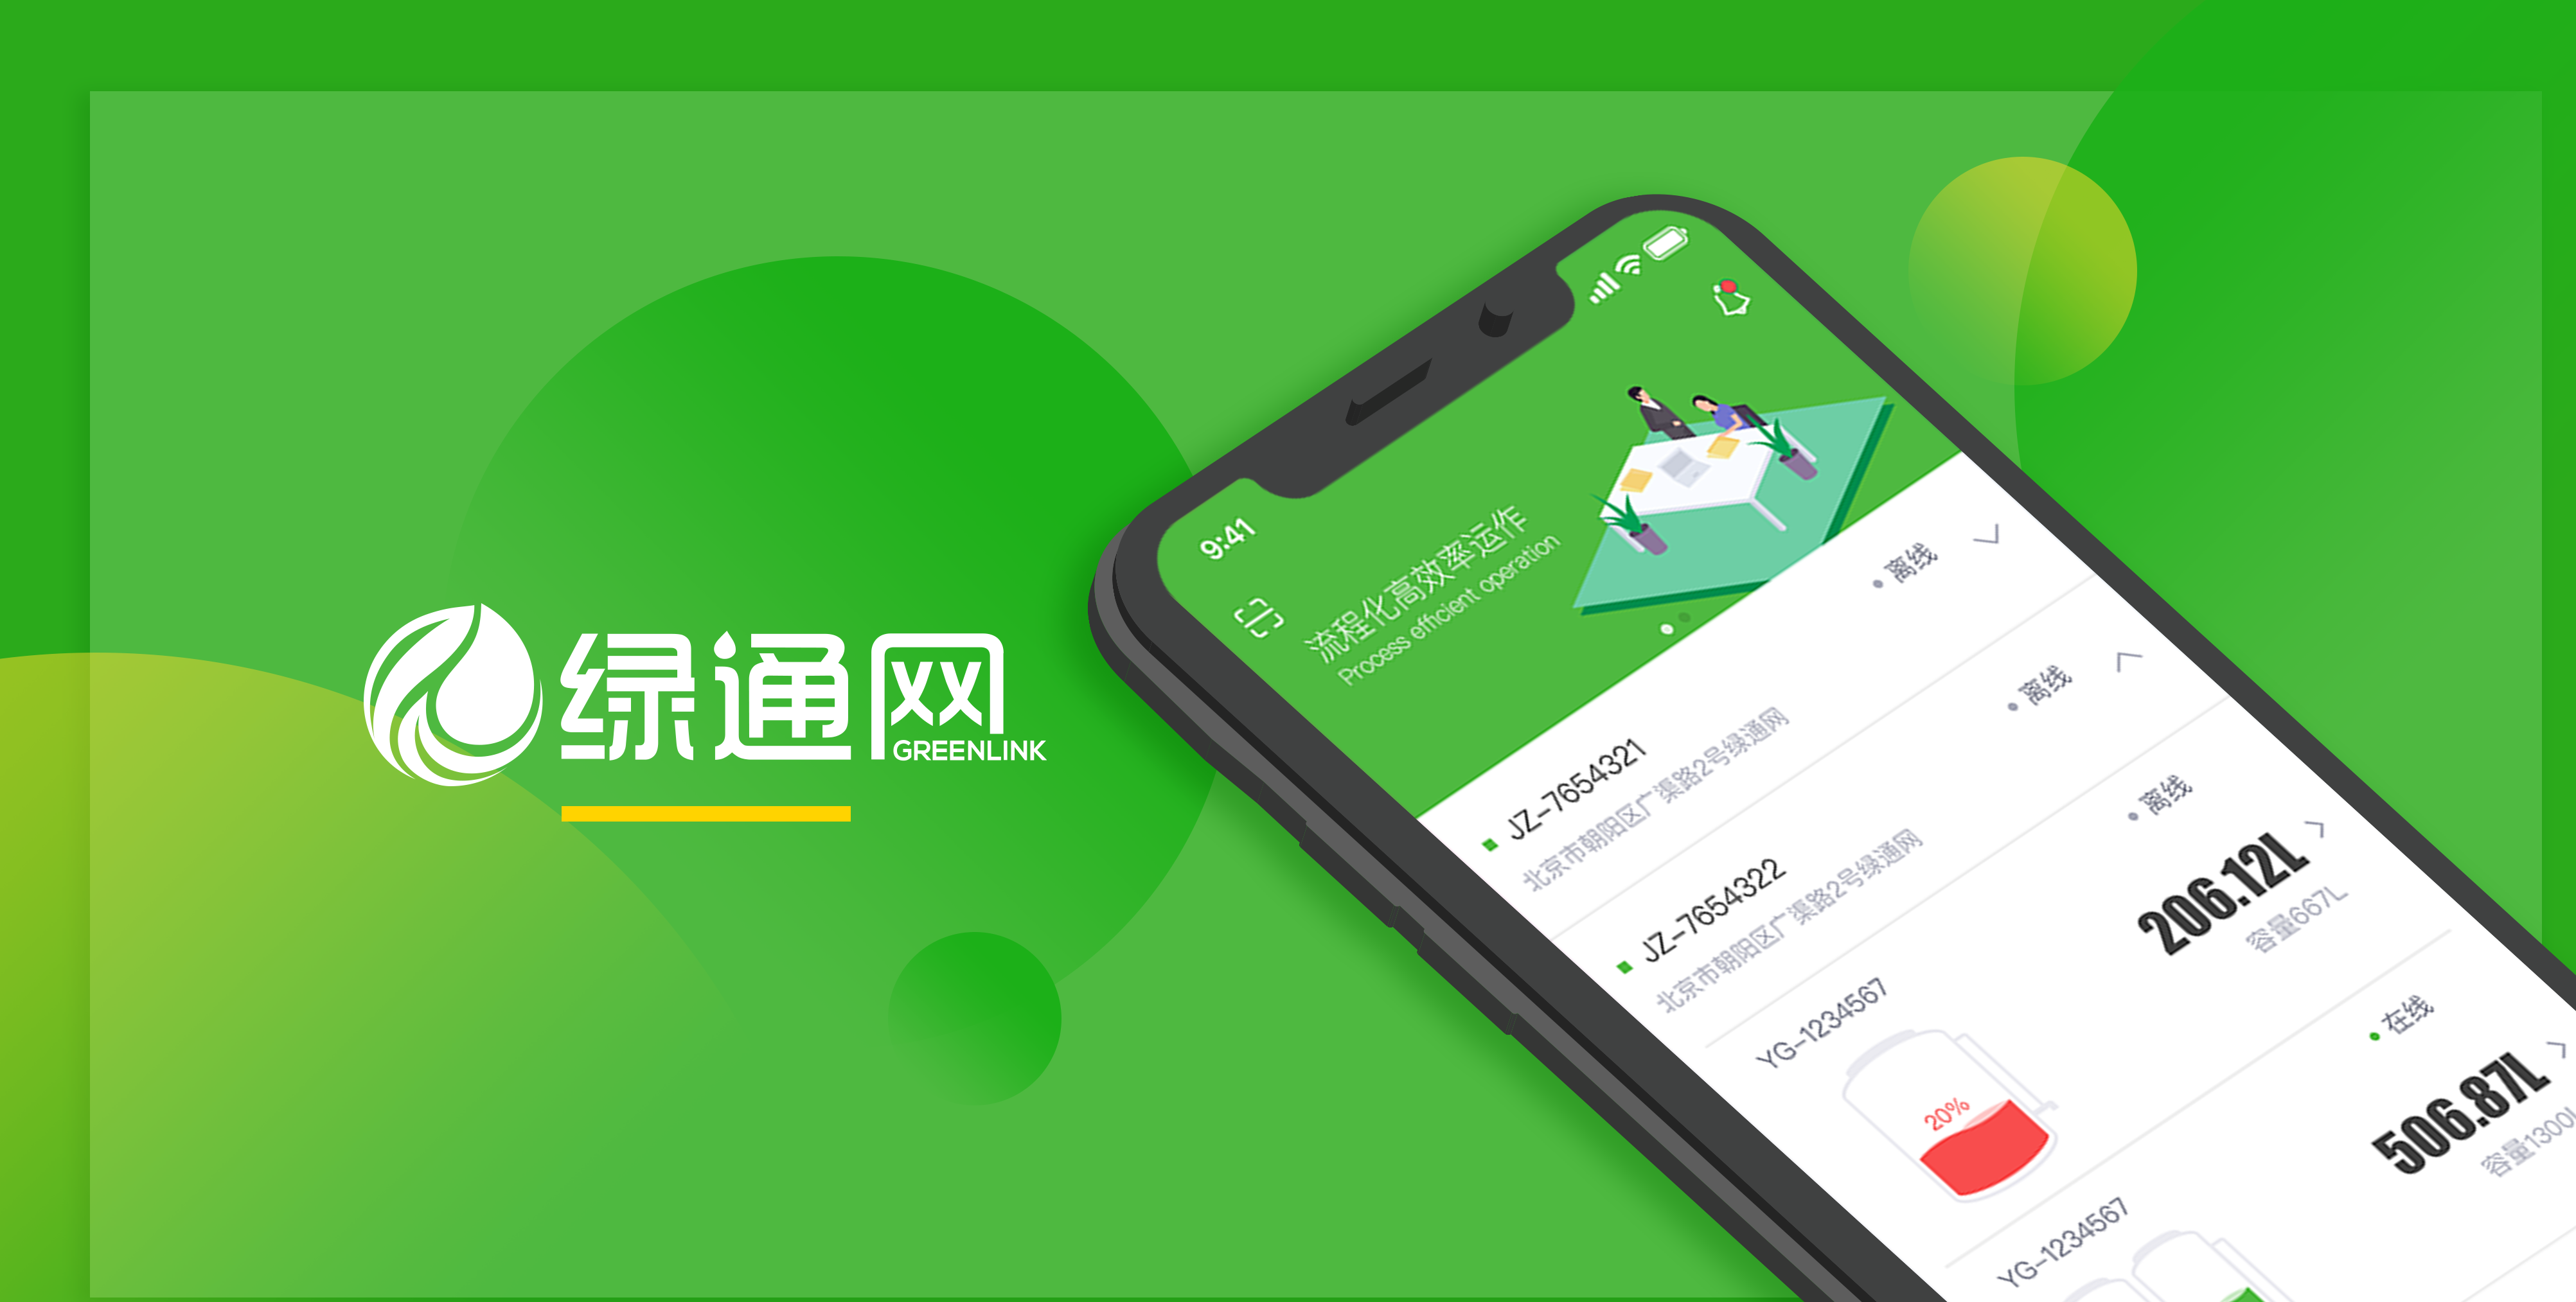 绿通网
GREENLINK
9:41
流程化高效率运作
Process efficient operation
JZ-7654321
离线
北京市朝阳区广渠路2号绿通网
JZ-7654322
离线
北京市朝阳区广渠路2号绿通网
YG-1234567
离线
206.12L
容量667L
20%
YG-1234567
在线
506.87L
容量1300L